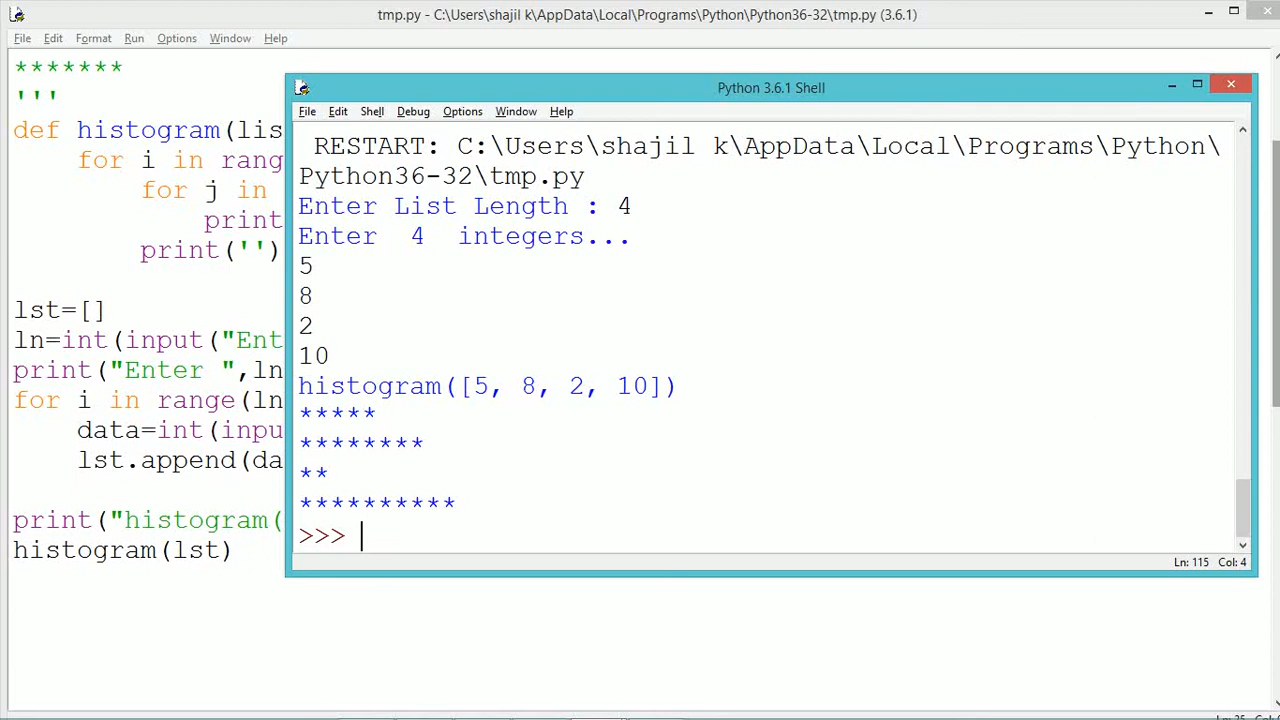 tmp.py - C:\Users\shajil k\AppData\Local\Programs\Python\Python36-32\tmp.py (3.6.1)
File Edit Format Run Options Window Help
*******
'''
def histogram(lis
for i in rang
for j in
print
print('')
lst=[]
ln=int(input("Ent
print("Enter ",ln
for i in range(ln
data=int(inpu
lst.append(da
print("histogram(
histogram(lst)
Python 3.6.1 Shell
File Edit Shell Debug Options Window Help
RESTART: C:\Users\shajil k\AppData\Local\Programs\Python\
Python36-32\tmp.py
Enter List Length : 4
Enter  4  integers...
5
8
2
10
histogram([5, 8, 2, 10])
*****
********
**
**********
>>>
Ln: 115 Col: 4